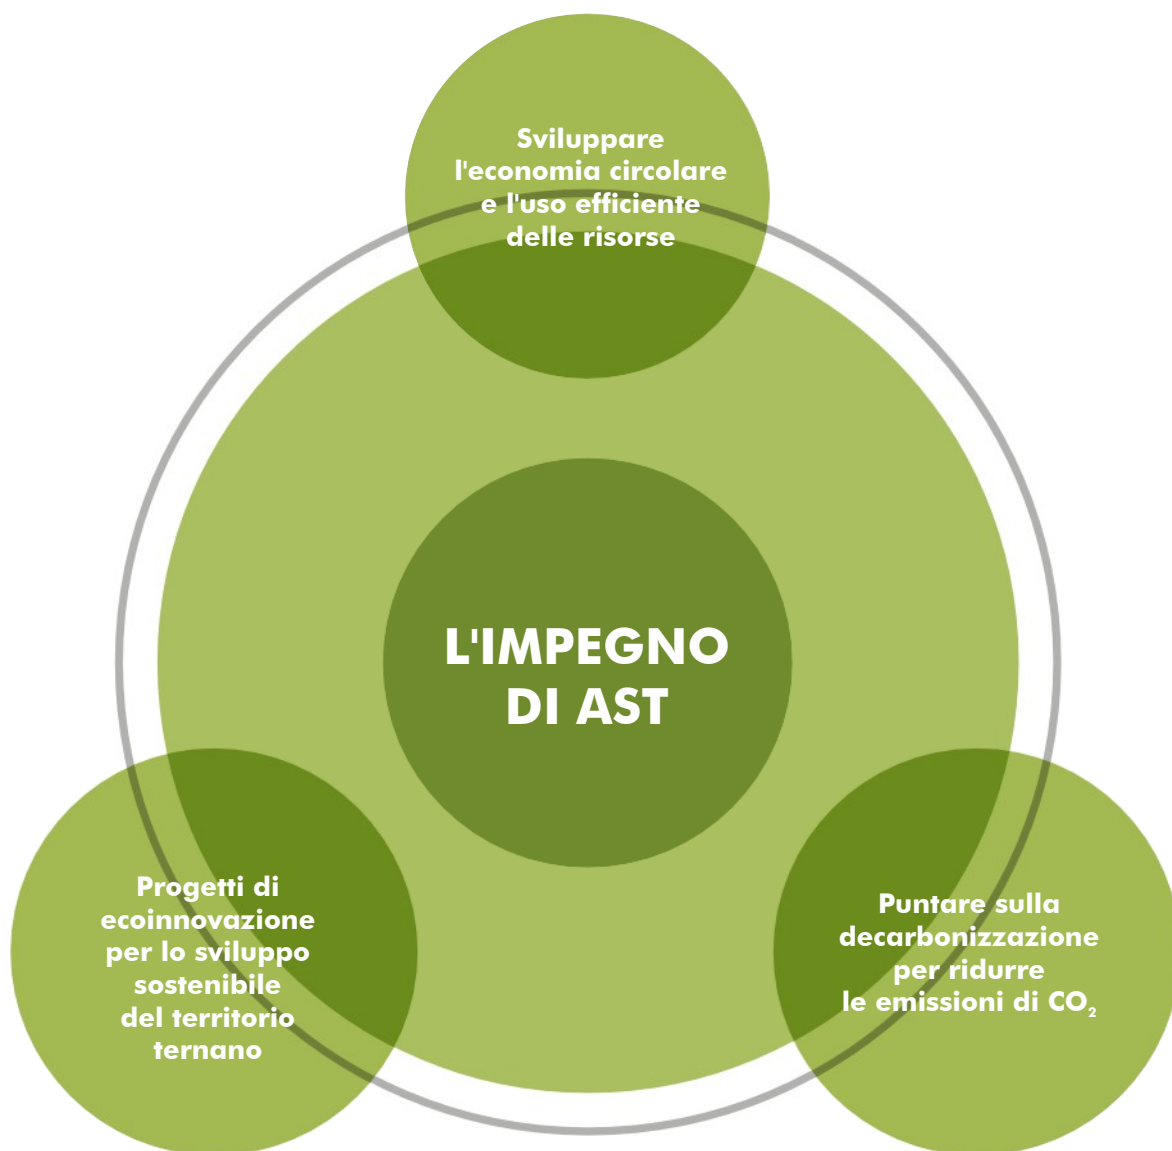 Sviluppare
l'economia circolare
e l'uso efficiente
delle risorse
L'IMPEGNO
DI AST
Progetti di
ecoinnovazione
per lo sviluppo
sostenibile
del territorio
ternano
Puntare sulla
decarbonizzazione
per ridurre
le emissioni di CO₂